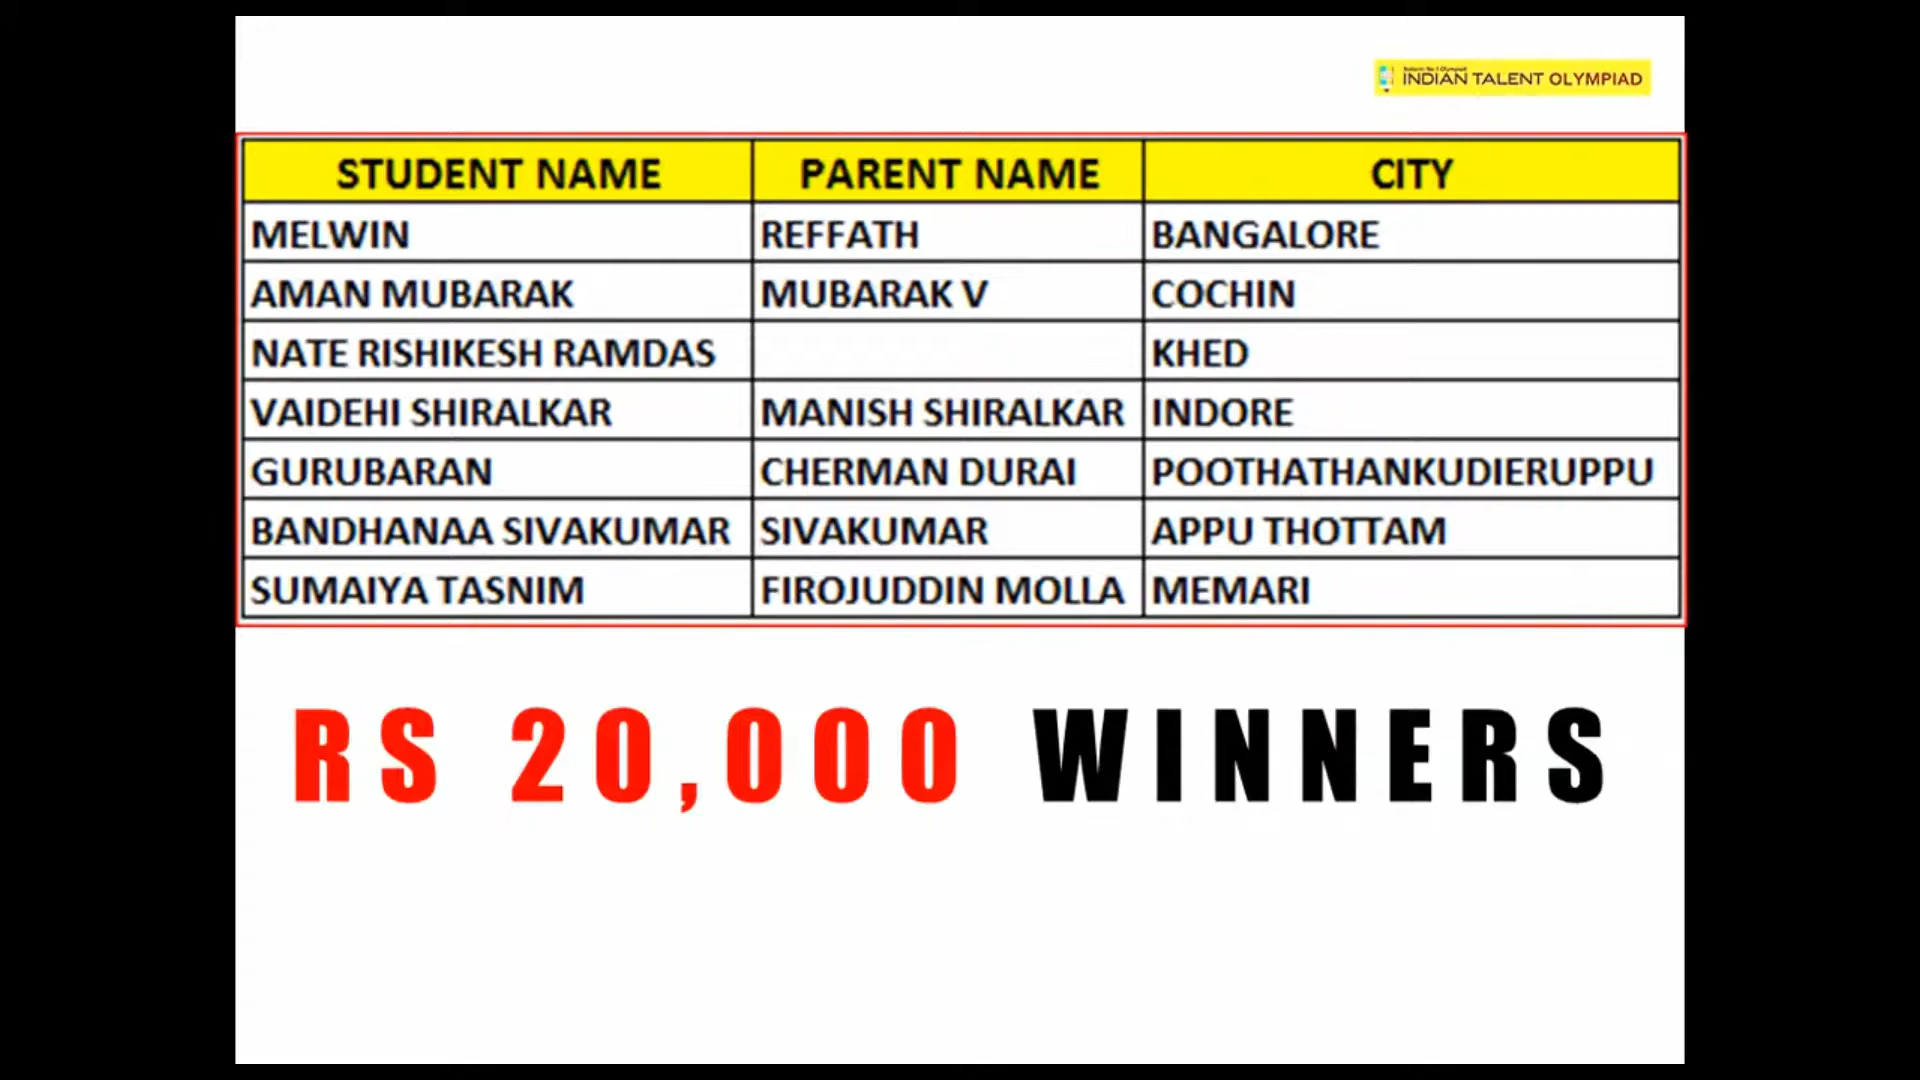 INDIAN TALENT OLYMPIAD
STUDENT NAME PARENT NAME CITY
MELWIN REFFATH BANGALORE
AMAN MUBARAK MUBARAK V COCHIN
NATE RISHIKESH RAMDAS KHED
VAIDEHI SHIRALKAR MANISH SHIRALKAR INDORE
GURUBARAN CHERMAN DURAI POOTHATHANKUDIERUPPU
BANDHANAA SIVAKUMAR SIVAKUMAR APPU THOTTAM
SUMAIYA TASNIM FIROJUDDIN MOLLA MEMARI
RS 20,000 WINNERS